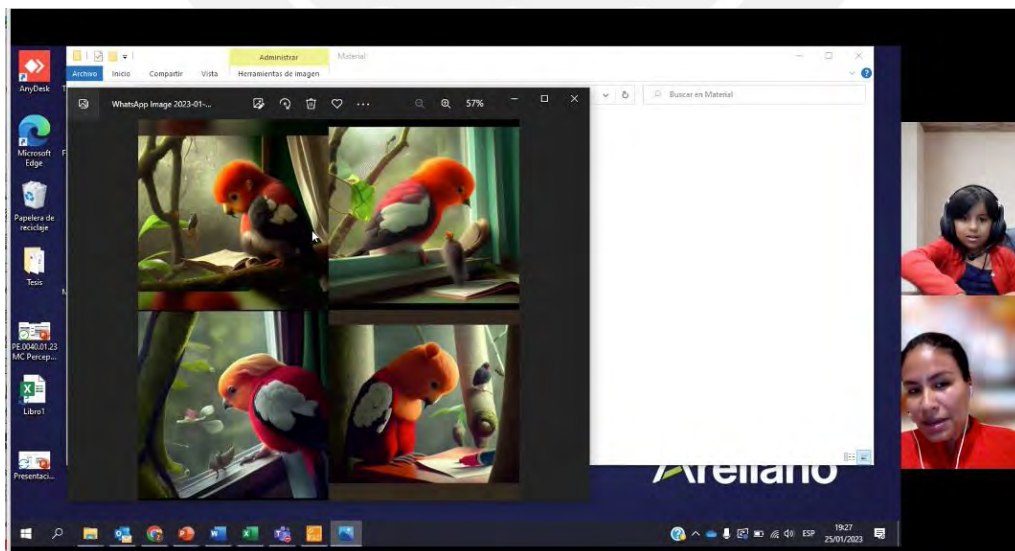 Administrar
Material
Archivo
Inicio
Compartir
Vista
Herramientas de imagen
WhatsApp Image 2023-01-...
57%
Buscar en Material
AnyDesk
Microsoft
Edge
Papelera de
reciclaje
Tesis
PE.0040.01.23
MC Percep...
Libro1
Presentaci...
Arellano
ESP
19:27
25/01/2023